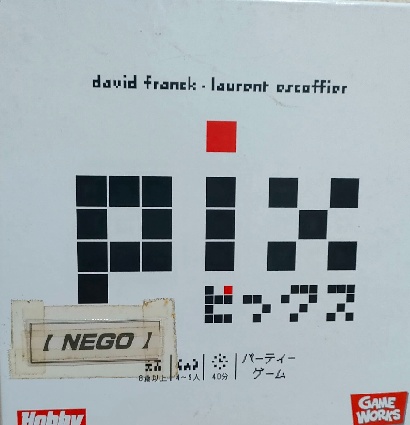 david franck · laurent escoffier
pix
ピックス
[ NEGO ]
8歳以上 4~9人 40分
パーティー
ゲーム
Hobby
GAME
WORKS